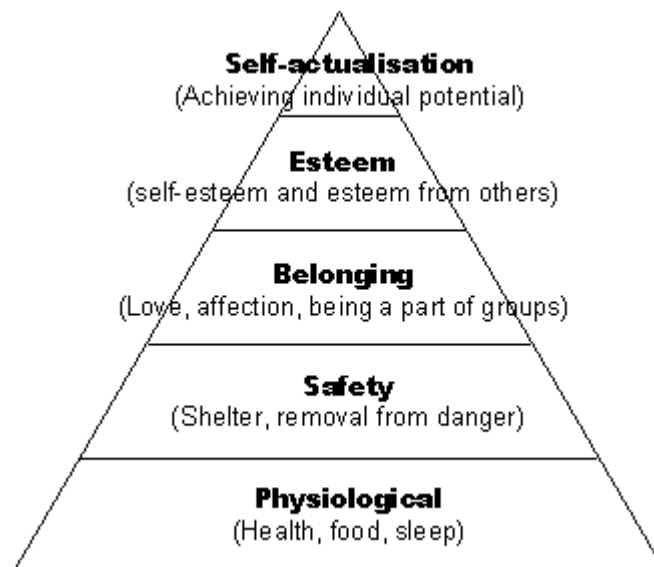 Self-actualisation
(Achieving individual potential)
Esteem
(self-esteem and esteem from others)
Belonging
(Love, affection, being a part of groups)
Safety
(Shelter, removal from danger)
Physiological
(Health, food, sleep)